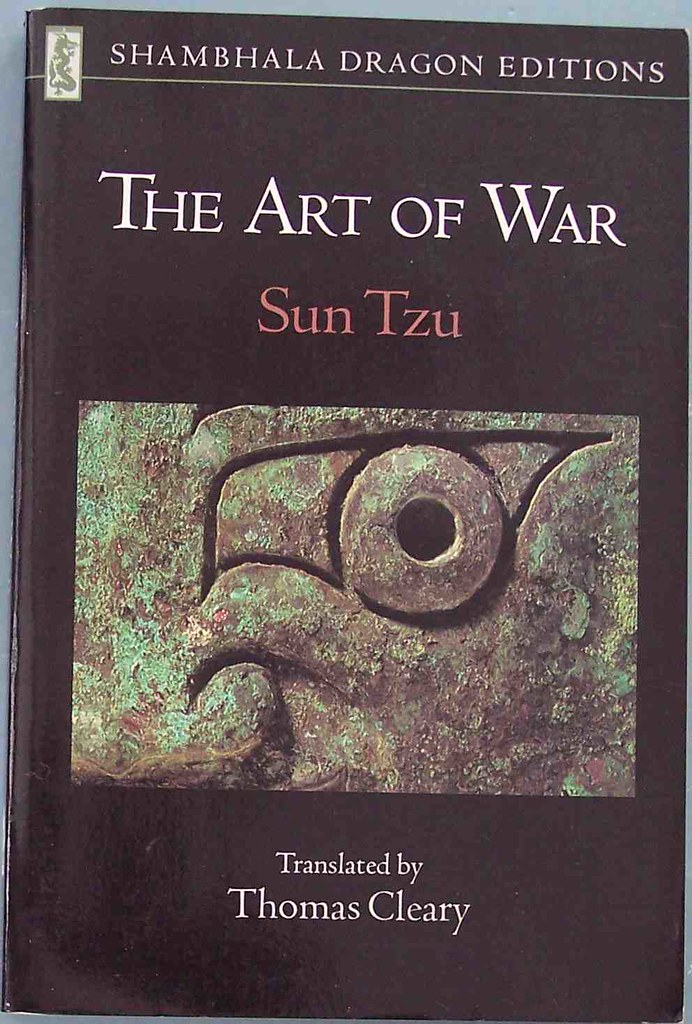 SHAMBHALA DRAGON EDITIONS
THE ART OF WAR
Sun Tzu
Translated by
Thomas Cleary